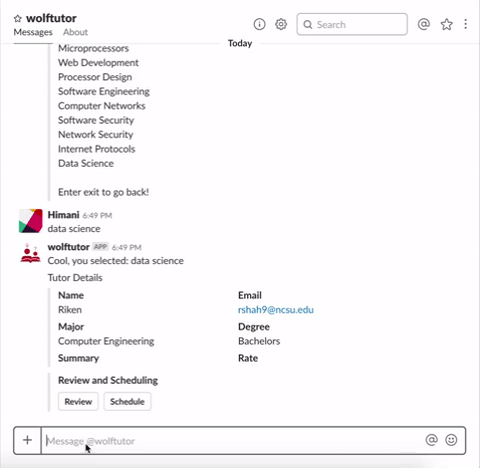 wolftutor
Messages About
Search
Today
Microprocessors
Web Development
Processor Design
Software Engineering
Computer Networks
Software Security
Network Security
Internet Protocols
Data Science
Enter exit to go back!
Himani 6:49 PM
data science
wolftutor APP 6:49 PM
Cool, you selected: data science
Tutor Details
Name Email
Riken rshah9@ncsu.edu
Major Degree
Computer Engineering Bachelors
Summary Rate
Review and Scheduling
Review Schedule
Message @wolftutor